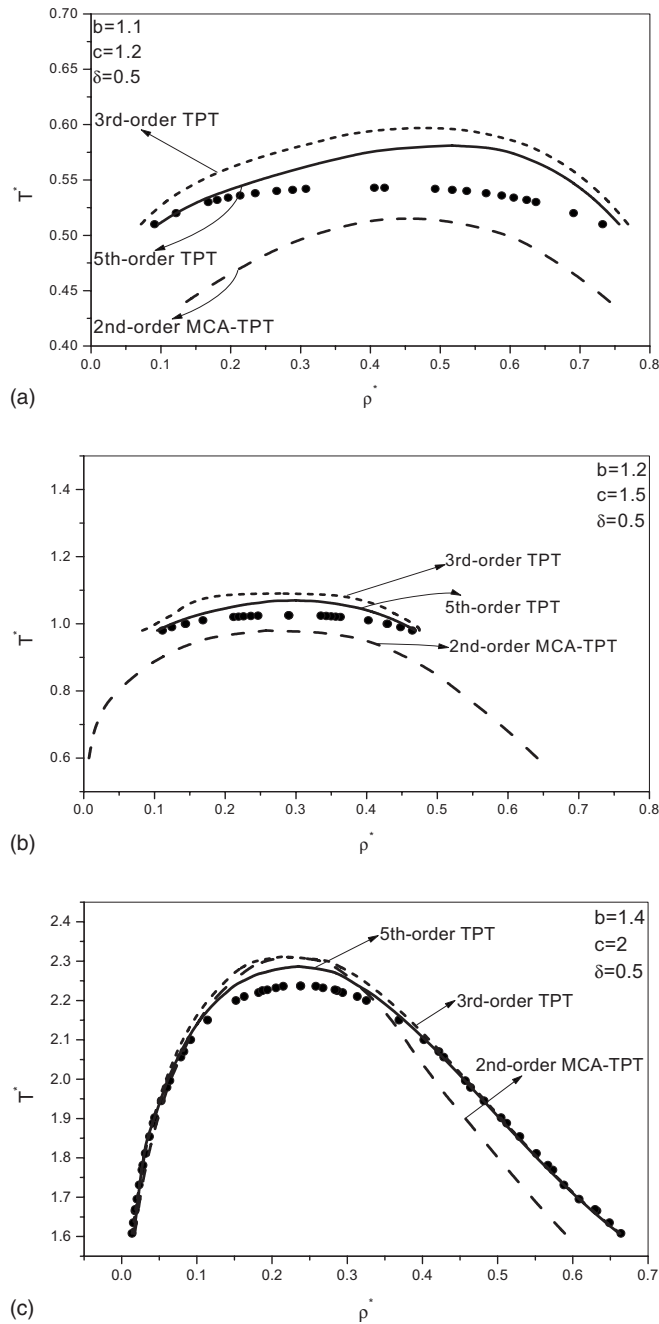 0.70
b=1.1
c=1.2
δ=0.5
0.65
3rd-order TPT
0.60
T*
0.55
0.50
5th-order TPT
0.45
2nd-order MCA-TPT
0.40
0.0 0.1 0.2 0.3 0.4 0.5 0.6 0.7 0.8
(a)
ρ*
b=1.2
c=1.5
δ=0.5
1.4
1.2
3rd-order TPT
5th-order TPT
T*
1.0
2nd-order MCA-TPT
0.8
0.6
0.0 0.1 0.2 0.3 0.4 0.5 0.6 0.7 0.8
(b)
ρ*
2.4
b=1.4
c=2
δ=0.5
5th-order TPT
2.3
2.2
3rd-order TPT
2.1
2nd-order MCA-TPT
T*
2.0
1.9
1.8
1.7
1.6
0.0 0.1 0.2 0.3 0.4 0.5 0.6 0.7
(c)
ρ*